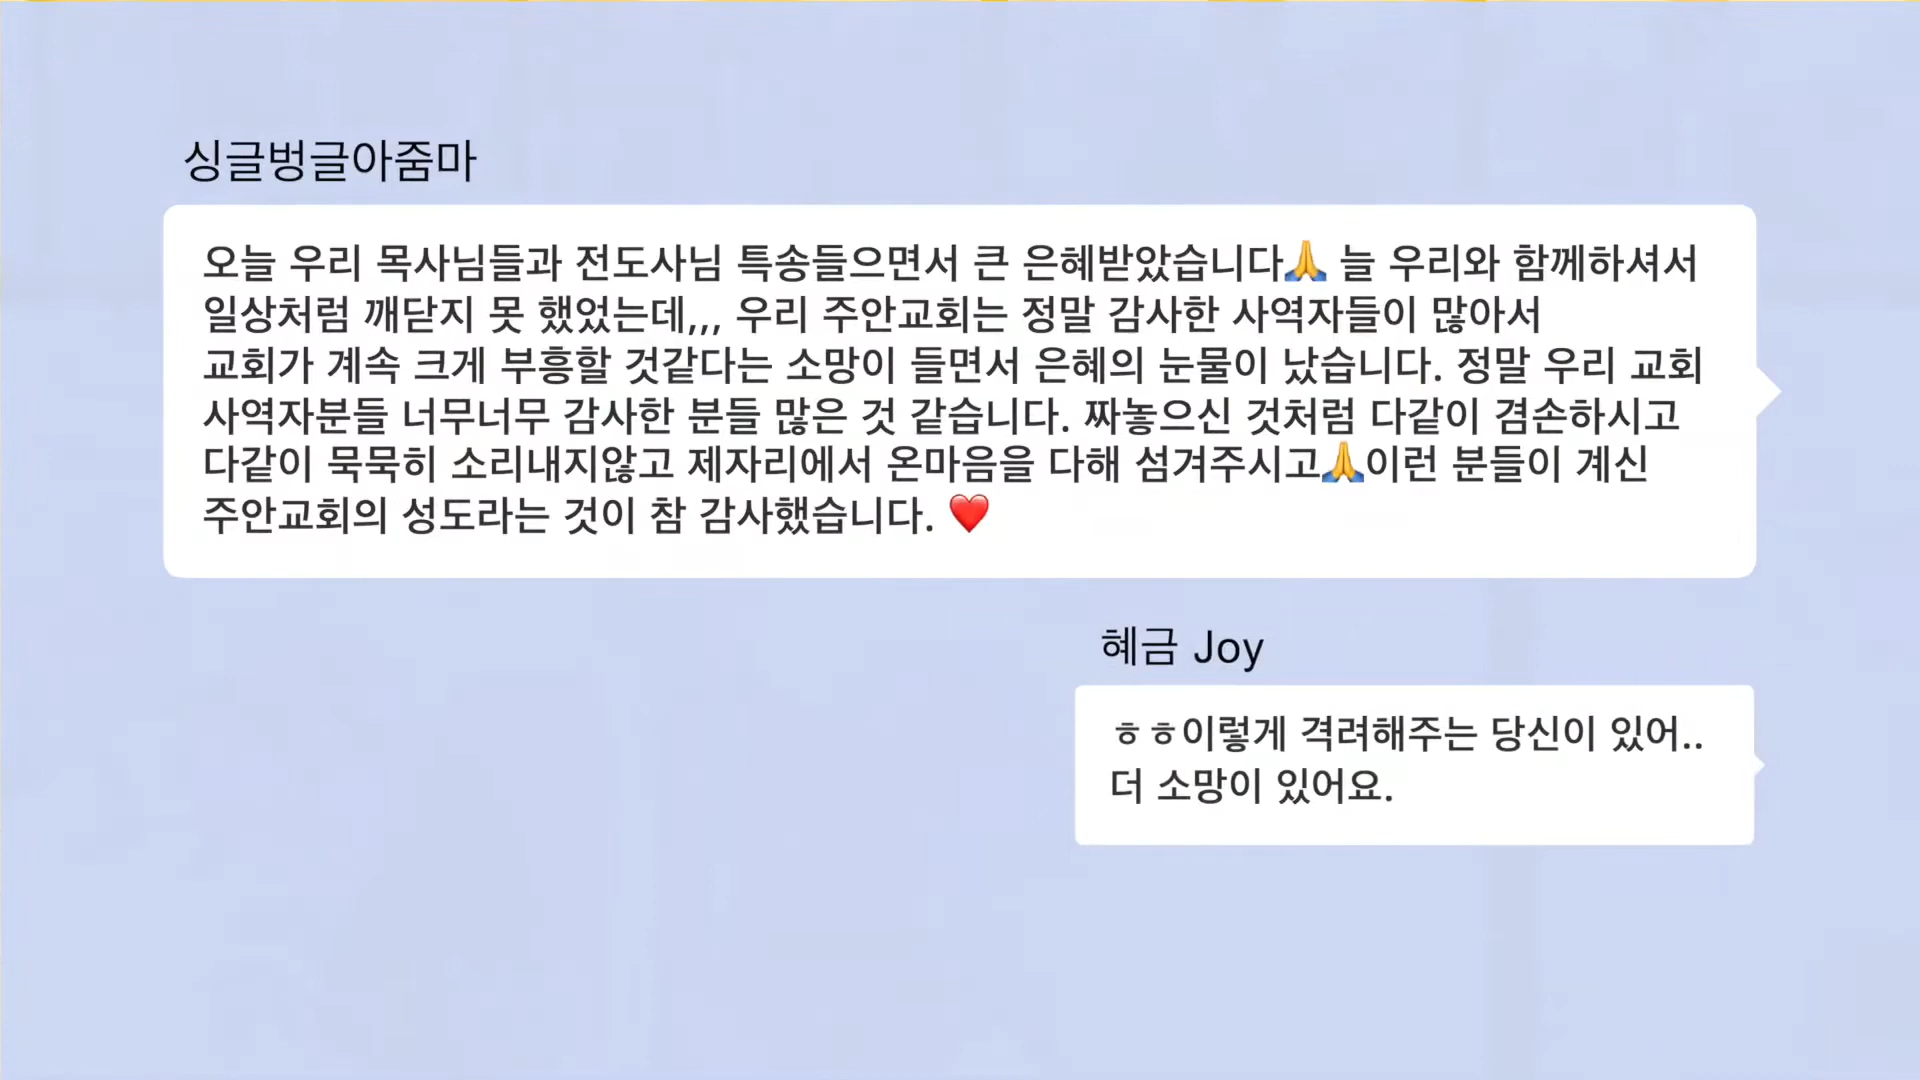 싱글벙글아줌마
오늘 우리 목사님들과 전도사님 특송들으면서 큰 은혜받았습니다🙏 늘 우리와 함께하셔서
일상처럼 깨닫지 못 했었는데,,, 우리 주안교회는 정말 감사한 사역자들이 많아서
교회가 계속 크게 부흥할 것같다는 소망이 들면서 은혜의 눈물이 났습니다. 정말 우리 교회
사역자분들 너무너무 감사한 분들 많은 것 같습니다. 짜놓으신 것처럼 다같이 겸손하시고
다같이 묵묵히 소리내지않고 제자리에서 온마음을 다해 섬겨주시고🙏이런 분들이 계신
주안교회의 성도라는 것이 참 감사했습니다. ❤️
혜금 Joy
ㅎㅎ이렇게 격려해주는 당신이 있어..
더 소망이 있어요.